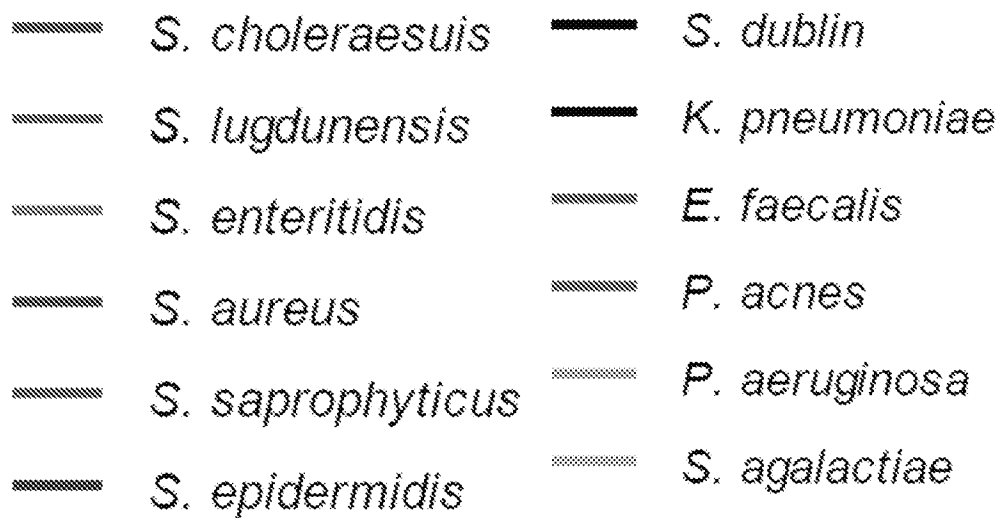 S. choleraesuis
S. lugdunensis
S. enteritidis
S. aureus
S. saprophyticus
S. epidermidis
S. dublin
K. pneumoniae
E. faecalis
P. acnes
P. aeruginosa
S. agalactiae